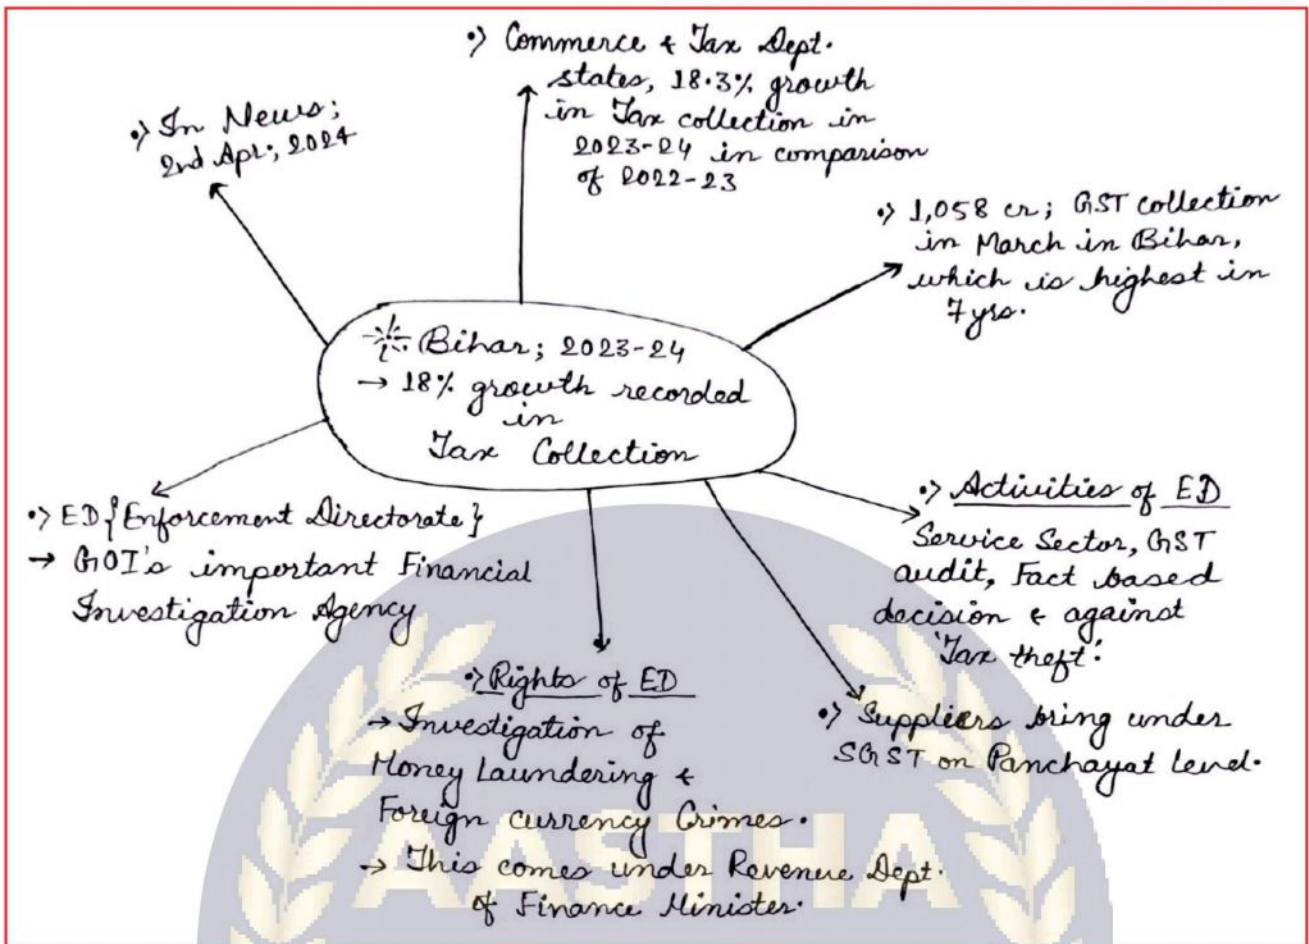 •> In News;
2nd Apr; 2024
•> Commerce & Tax Dept.
states, 18.3% growth
in Tax collection in
2023-24 in comparison
of 2022-23
•> 1,058 cr; GST collection
in March in Bihar,
which is highest in
7 yrs.
Bihar; 2023-24
→ 18% growth recorded
in
Tax Collection
•> ED {Enforcement Directorate}
→ GOI's important Financial
Investigation Agency
•> Rights of ED
→ Investigation of
Money Laundering &
Foreign currency Crimes.
→ This comes under Revenue Dept.
of Finance Minister.
•> Suppliers bring under
SGST on Panchayat level.
•> Activities of ED
Service Sector, GST
audit, Fact based
decision & against
'Tax theft'.
AASTHA